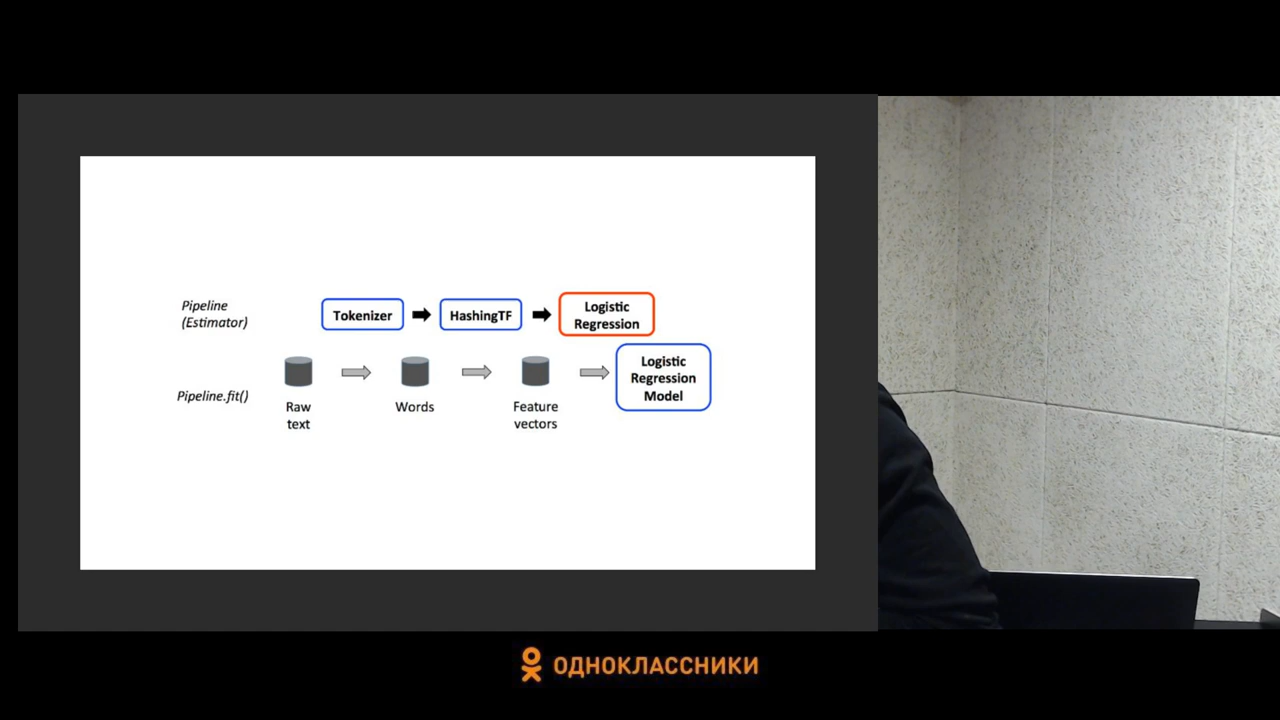 Pipeline
(Estimator)
Tokenizer
HashingTF
Logistic
Regression
Pipeline.fit()
Raw
text
Words
Feature
vectors
Logistic
Regression
Model
ОДНОКЛАССНИКИ